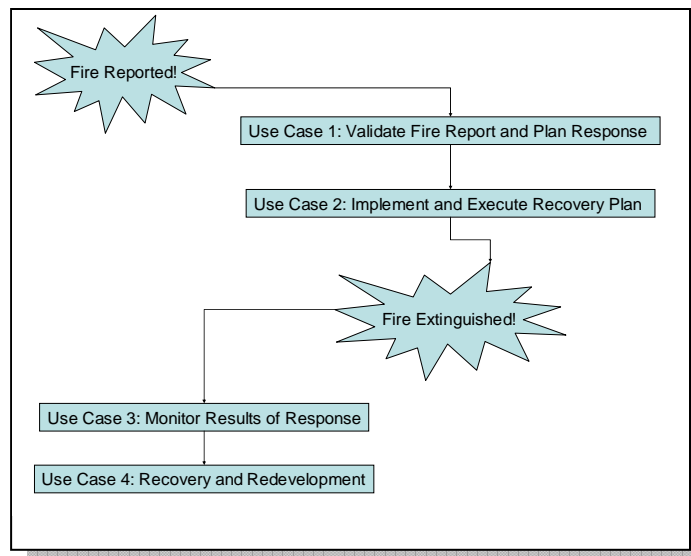 Fire Reported!
Use Case 1: Validate Fire Report and Plan Response
Use Case 2: Implement and Execute Recovery Plan
Fire Extinguished!
Use Case 3: Monitor Results of Response
Use Case 4: Recovery and Redevelopment